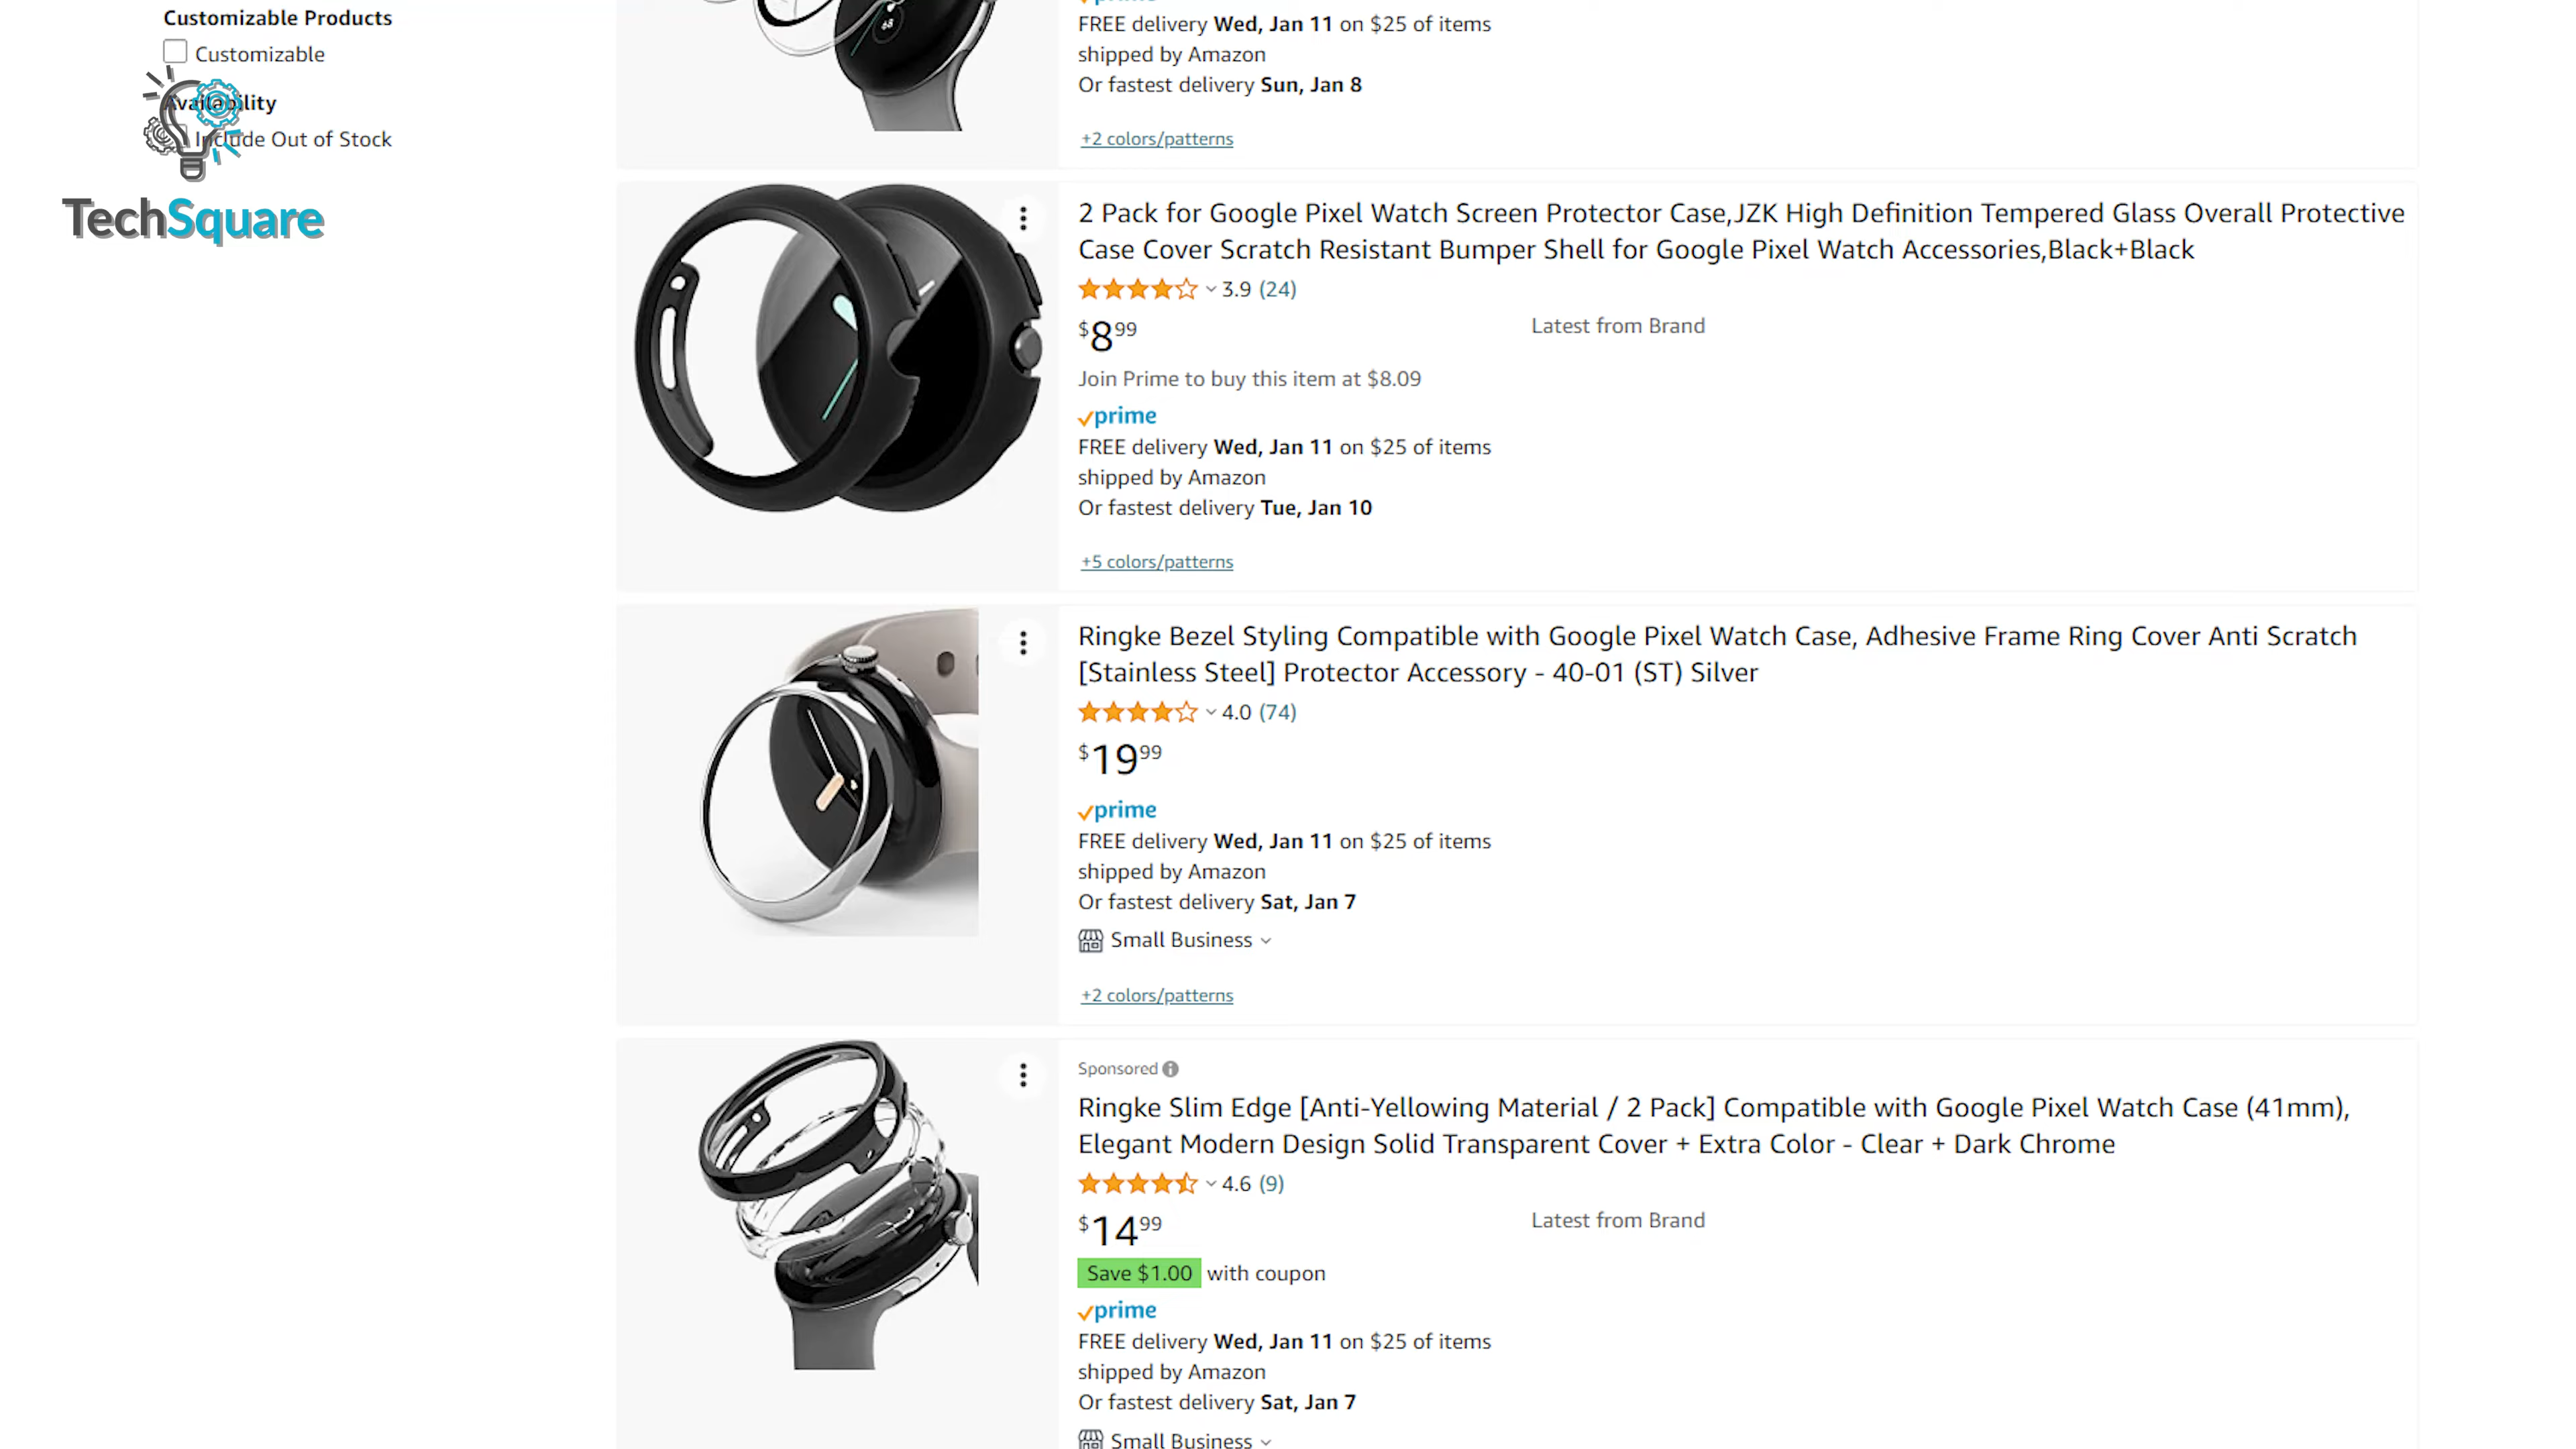 Customizable Products
Customizable
Availability
Include Out of Stock
TechSquare
prime
FREE delivery Wed, Jan 11 on $25 of items
shipped by Amazon
Or fastest delivery Sun, Jan 8
+2 colors/patterns
2 Pack for Google Pixel Watch Screen Protector Case,JZK High Definition Tempered Glass Overall Protective
Case Cover Scratch Resistant Bumper Shell for Google Pixel Watch Accessories,Black+Black
3.9 (24)
$8.99
Latest from Brand
Join Prime to buy this item at $8.09
prime
FREE delivery Wed, Jan 11 on $25 of items
shipped by Amazon
Or fastest delivery Tue, Jan 10
+5 colors/patterns
Ringke Bezel Styling Compatible with Google Pixel Watch Case, Adhesive Frame Ring Cover Anti Scratch
[Stainless Steel] Protector Accessory - 40-01 (ST) Silver
4.0 (74)
$19.99
prime
FREE delivery Wed, Jan 11 on $25 of items
shipped by Amazon
Or fastest delivery Sat, Jan 7
Small Business
+2 colors/patterns
Sponsored
Ringke Slim Edge [Anti-Yellowing Material / 2 Pack] Compatible with Google Pixel Watch Case (41mm),
Elegant Modern Design Solid Transparent Cover + Extra Color - Clear + Dark Chrome
4.6 (9)
$14.99
Latest from Brand
Save $1.00 with coupon
prime
FREE delivery Wed, Jan 11 on $25 of items
shipped by Amazon
Or fastest delivery Sat, Jan 7
Small Business